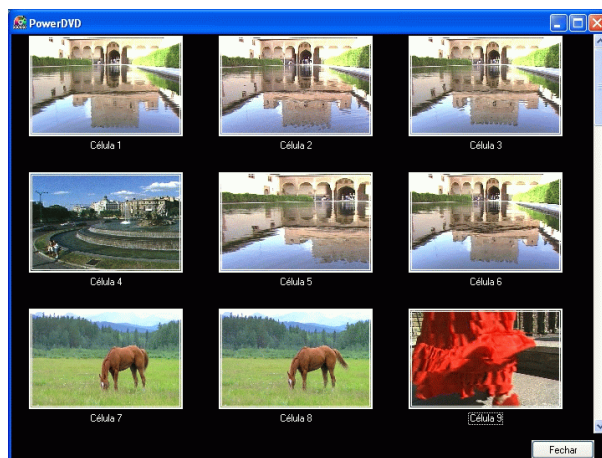 PowerDVD
Célula 1
Célula 2
Célula 3
Célula 4
Célula 5
Célula 6
Célula 7
Célula 8
Célula 9
Fechar